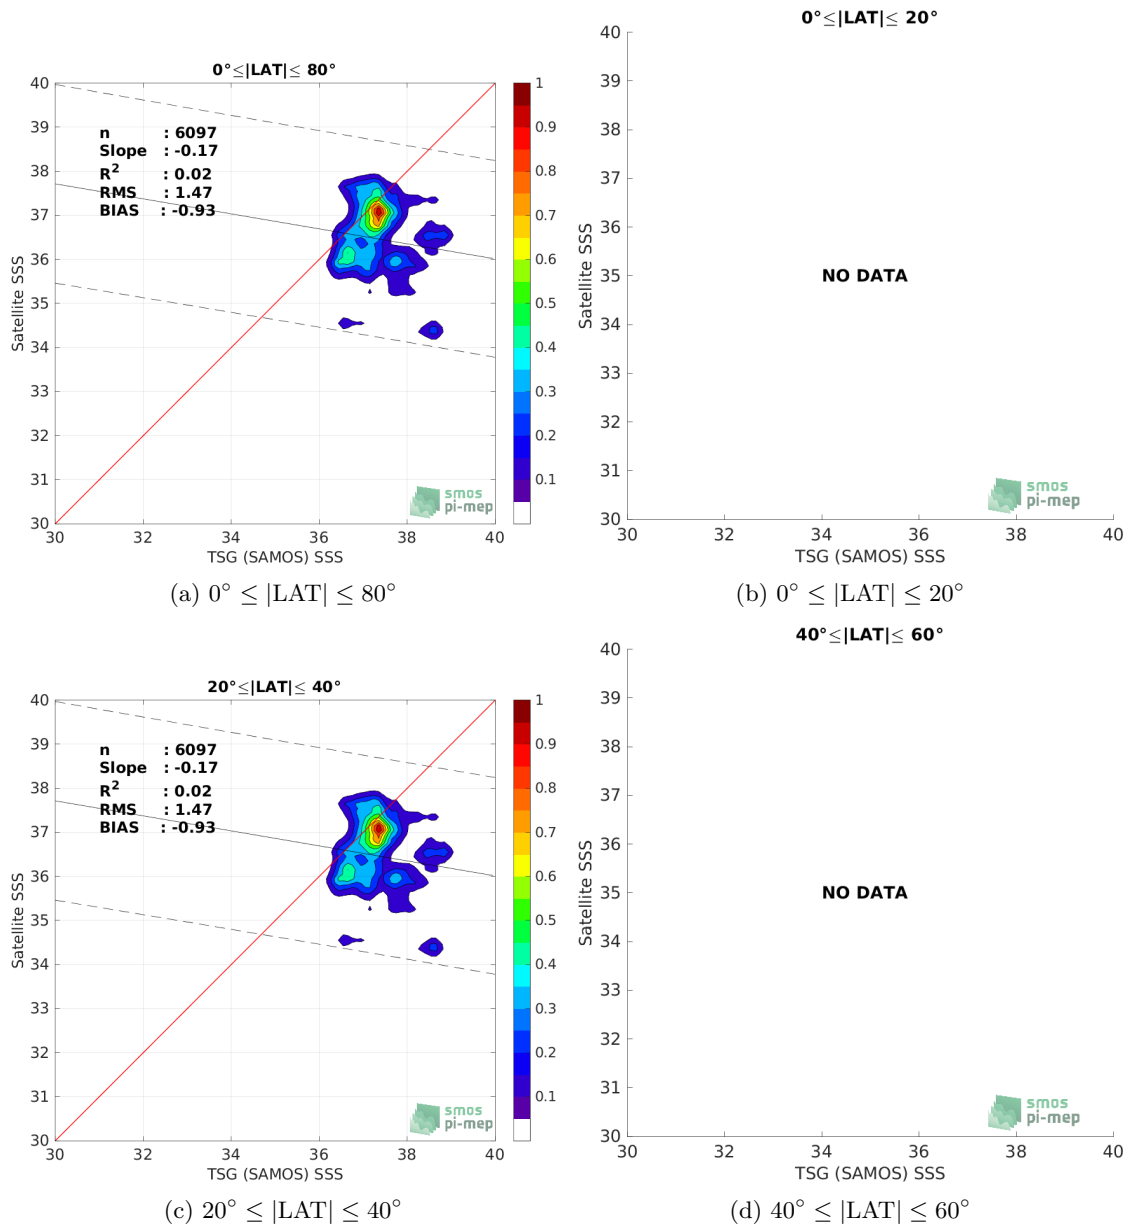 0°≤|LAT|≤ 80°
40
39
38
37
36
35
34
33
32
31
30
Satellite SSS
n : 6097
Slope : -0.17
R² : 0.02
RMS : 1.47
BIAS : -0.93
1
0.9
0.8
0.7
0.6
0.5
0.4
0.3
0.2
0.1
smos
pi-mep
30 32 34 36 38 40
TSG (SAMOS) SSS
(a) 0° ≤ |LAT| ≤ 80°
0°≤|LAT|≤ 20°
40
39
38
37
36
35
34
33
32
31
30
Satellite SSS
NO DATA
smos
pi-mep
30 32 34 36 38 40
TSG (SAMOS) SSS
(b) 0° ≤ |LAT| ≤ 20°
20°≤|LAT|≤ 40°
40
39
38
37
36
35
34
33
32
31
30
Satellite SSS
n : 6097
Slope : -0.17
R² : 0.02
RMS : 1.47
BIAS : -0.93
1
0.9
0.8
0.7
0.6
0.5
0.4
0.3
0.2
0.1
smos
pi-mep
30 32 34 36 38 40
TSG (SAMOS) SSS
(c) 20° ≤ |LAT| ≤ 40°
40°≤|LAT|≤ 60°
40
39
38
37
36
35
34
33
32
31
30
Satellite SSS
NO DATA
smos
pi-mep
30 32 34 36 38 40
TSG (SAMOS) SSS
(d) 40° ≤ |LAT| ≤ 60°